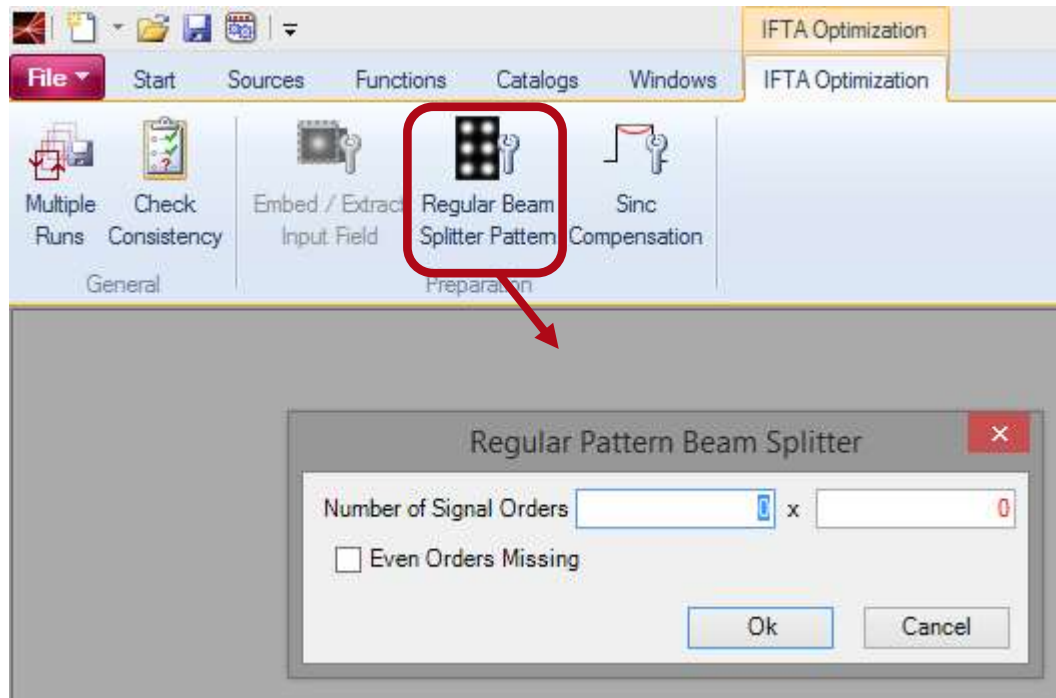 IFTA Optimization
File Start Sources Functions Catalogs Windows IFTA Optimization
Multiple Check Embed / Extract Regular Beam Sinc
Runs Consistency Input Field Splitter Pattern Compensation
General Preparation
Regular Pattern Beam Splitter
Number of Signal Orders 0 x 0
Even Orders Missing
Ok Cancel